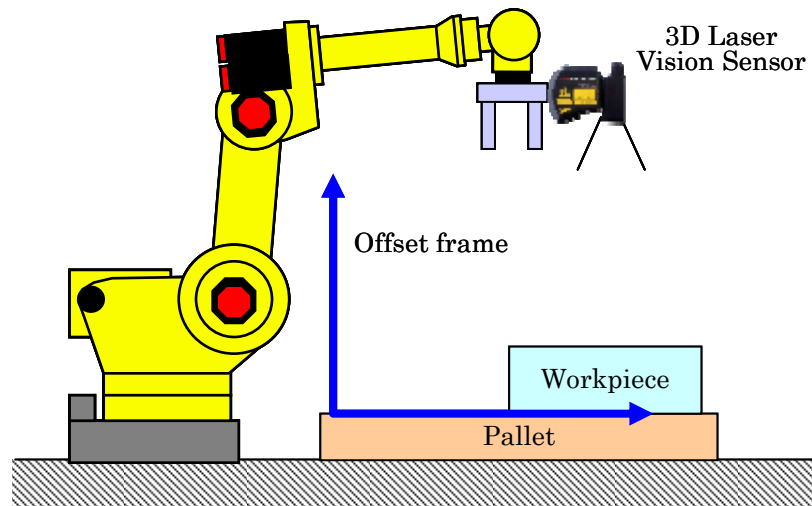 3D Laser
Vision Sensor
Offset frame
Workpiece
Pallet